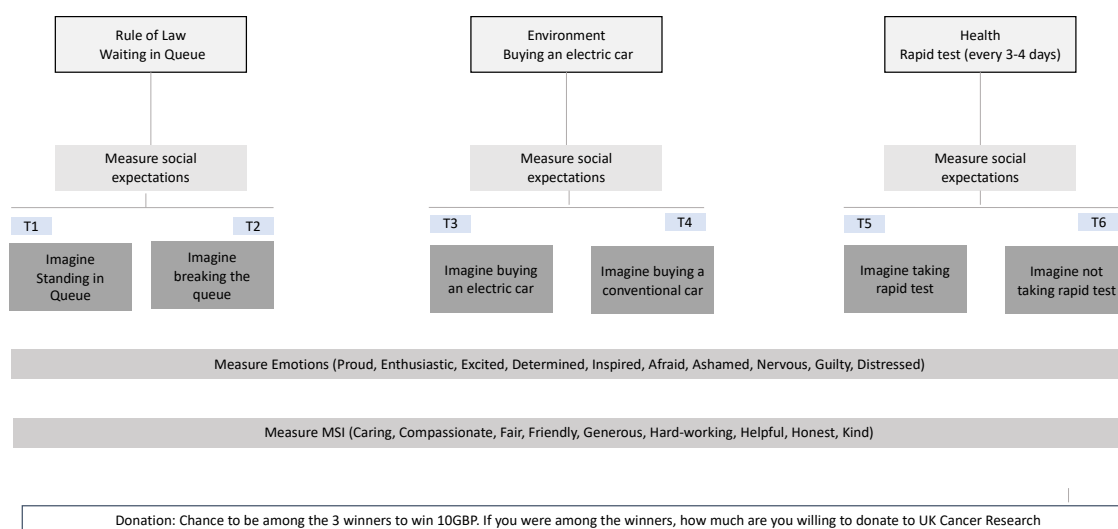 Rule of Law
Waiting in Queue
Environment
Buying an electric car
Health
Rapid test (every 3-4 days)
Measure social
expectations
Measure social
expectations
Measure social
expectations
T1
T2
T3
T4
T5
T6
Imagine
Standing in
Queue
Imagine
breaking the
queue
Imagine buying
an electric car
Imagine buying a
conventional car
Imagine taking
rapid test
Imagine not
taking rapid test
Measure Emotions (Proud, Enthusiastic, Excited, Determined, Inspired, Afraid, Ashamed, Nervous, Guilty, Distressed)
Measure MSI (Caring, Compassionate, Fair, Friendly, Generous, Hard-working, Helpful, Honest, Kind)
Donation: Chance to be among the 3 winners to win 10GBP. If you were among the winners, how much are you willing to donate to UK Cancer Research